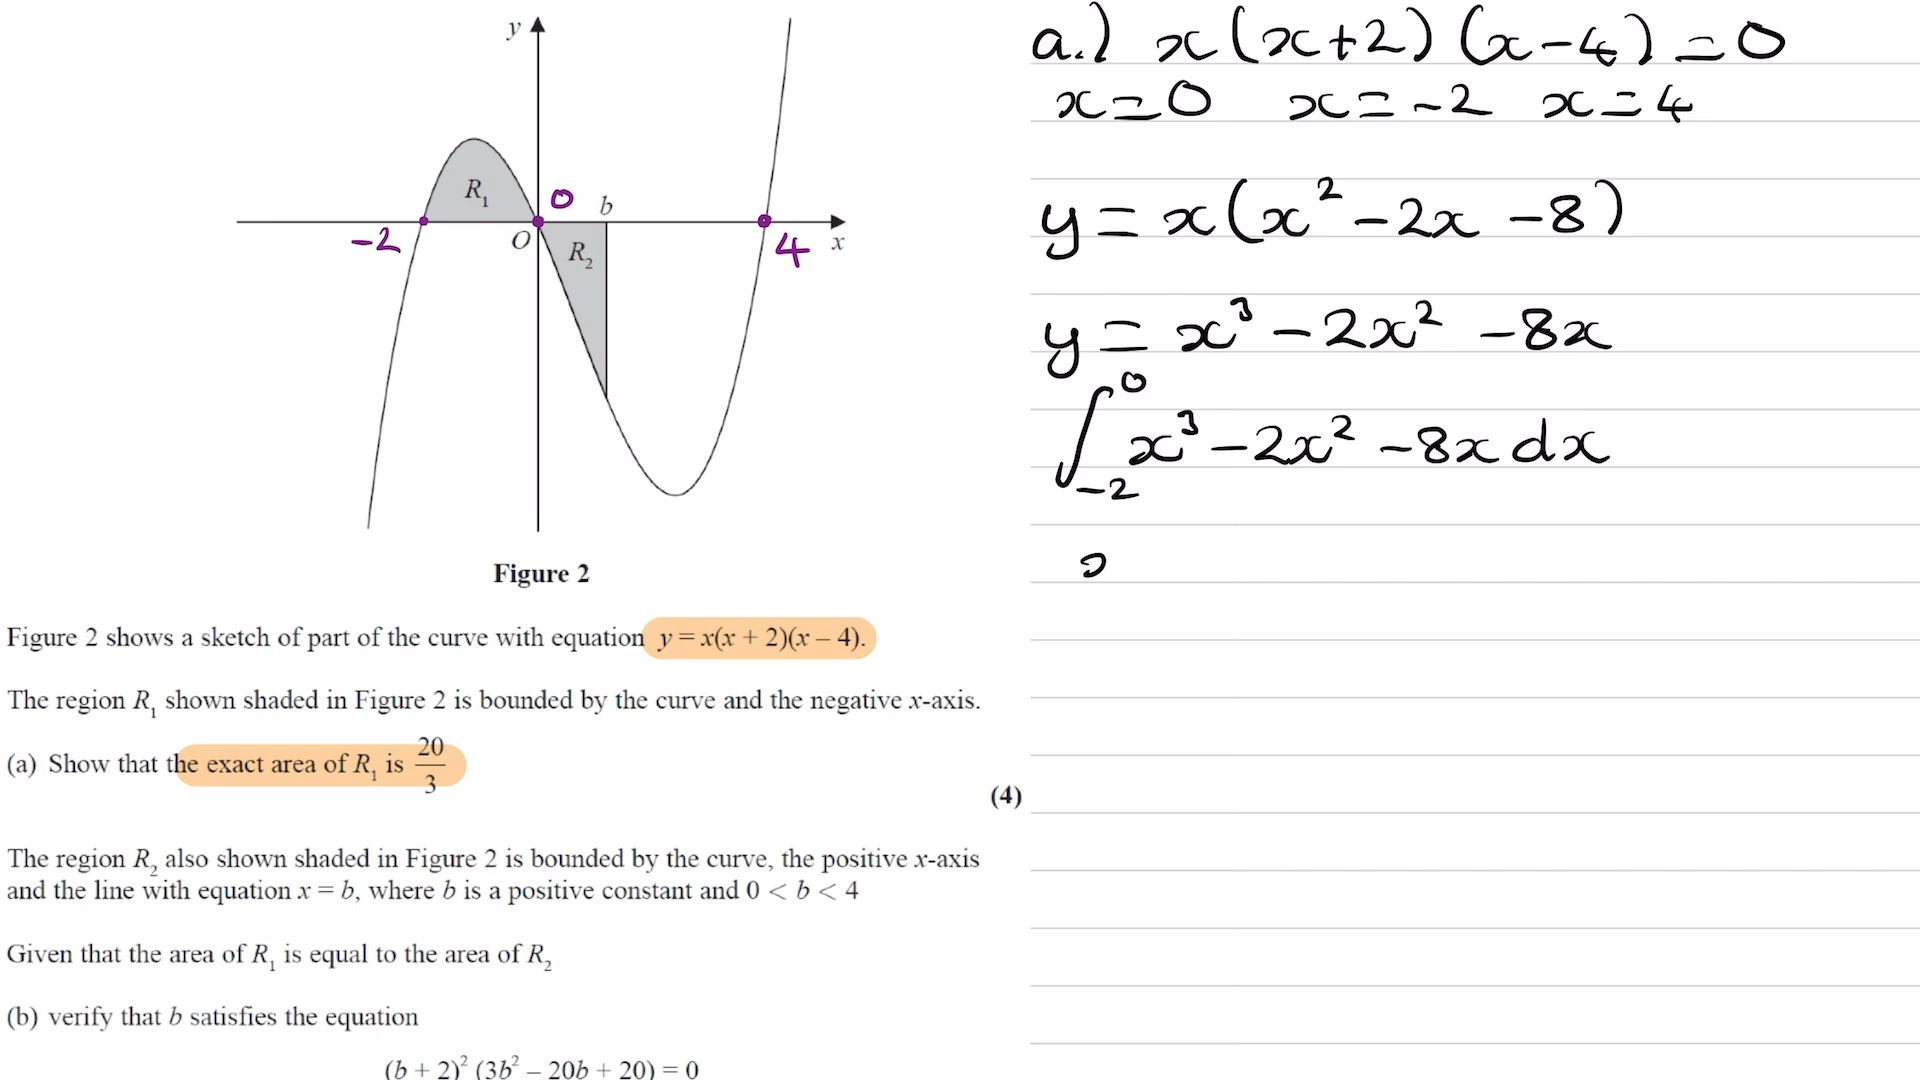 y
R₁
0
b
-2
O
R₂
4
x
Figure 2
Figure 2 shows a sketch of part of the curve with equation y = x(x + 2)(x – 4).
The region R₁ shown shaded in Figure 2 is bounded by the curve and the negative x-axis.
(a) Show that the exact area of R₁ is 20/3
(4)
The region R₂ also shown shaded in Figure 2 is bounded by the curve, the positive x-axis
and the line with equation x = b, where b is a positive constant and 0 < b < 4
Given that the area of R₁ is equal to the area of R₂
(b) verify that b satisfies the equation
(b + 2)² (3b² – 20b + 20) = 0
a.) x(x+2)(x-4)=0
x=0 x=-2 x=4
y = x(x² -2x -8)
y = x³ -2x² -8x
∫₋₂⁰ x³ -2x² -8x dx